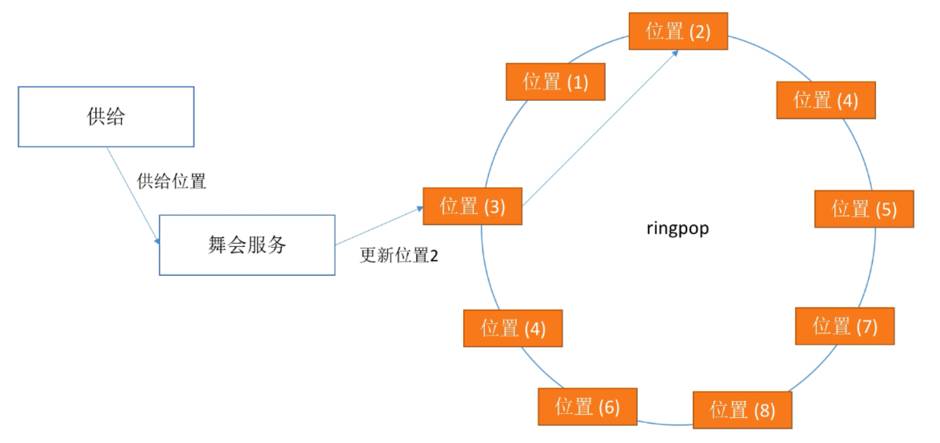 供给
供给位置
舞会服务
更新位置2
位置 (2)
位置 (1)
位置 (4)
位置 (3)
位置 (5)
ringpop
位置 (4)
位置 (7)
位置 (6)
位置 (8)